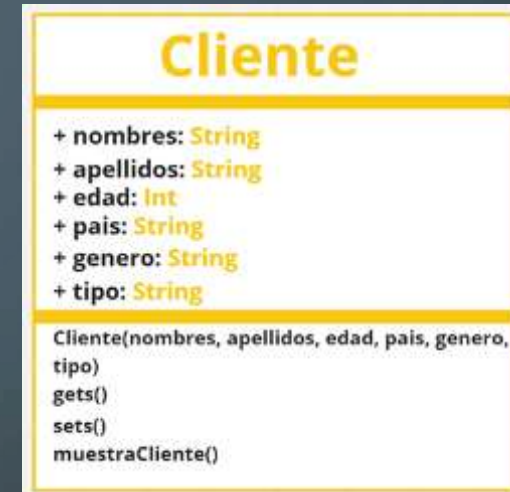 Cliente
+ nombres: String
+ apellidos: String
+ edad: Int
+ pais: String
+ genero: String
+ tipo: String
Cliente(nombres, apellidos, edad, pais, genero,
tipo)
gets()
sets()
muestraCliente()